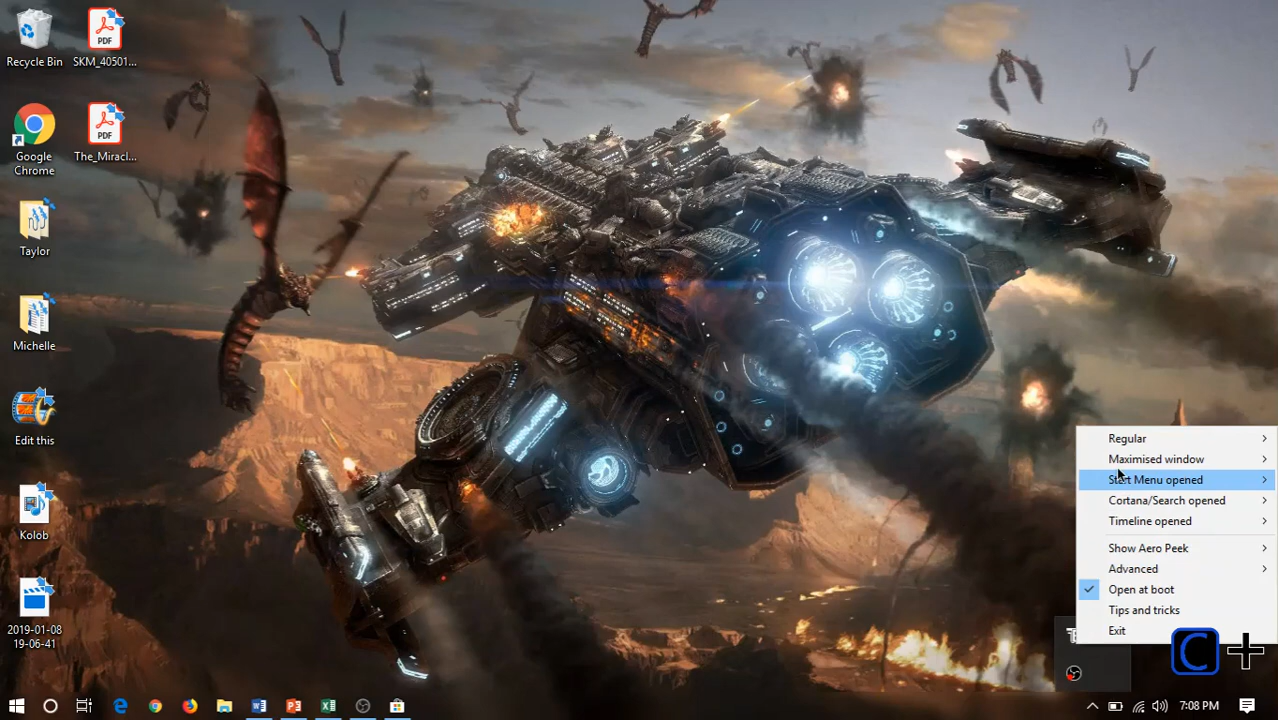 Recycle Bin
SKM_40501...
Google
Chrome
The_Miracl...
Taylor
Michelle
Edit this
Kolob
2019-01-08
19-06-41
PDF
PDF
Regular
Maximised window
Start Menu opened
Cortana/Search opened
Timeline opened
Show Aero Peek
Advanced
Open at boot
Tips and tricks
Exit
C
7:08 PM